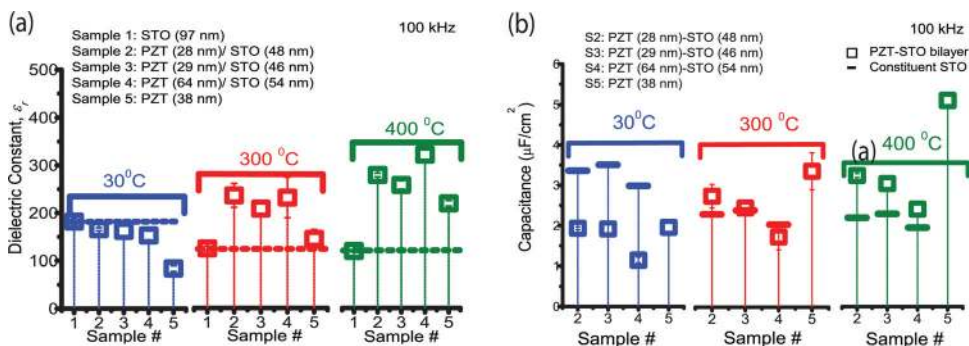 (a)
100 kHz
Sample 1: STO (97 nm)
Sample 2: PZT (28 nm)/ STO (48 nm)
Sample 3: PZT (29 nm)/ STO (46 nm)
Sample 4: PZT (64 nm)/ STO (54 nm)
Sample 5: PZT (38 nm)
500
400
300
200
100
0
Dielectric Constant, εr
30⁰C
300 ⁰C
400 ⁰C
1 2 3 4 5
1 2 3 4 5
1 2 3 4 5
Sample # Sample # Sample #
(b)
100 kHz
S2: PZT (28 nm)-STO (48 nm)
S3: PZT (29 nm)-STO (46 nm)
S4: PZT (64 nm)-STO (54 nm)
S5: PZT (38 nm)
PZT-STO bilayer
Constituent STO
6
5
4
3
2
1
0
Capacitance (μF/cm²)
30⁰C
300 ⁰C
(a)
400 ⁰C
2 3 4 5
2 3 4 5
2 3 4 5
Sample # Sample # Sample #